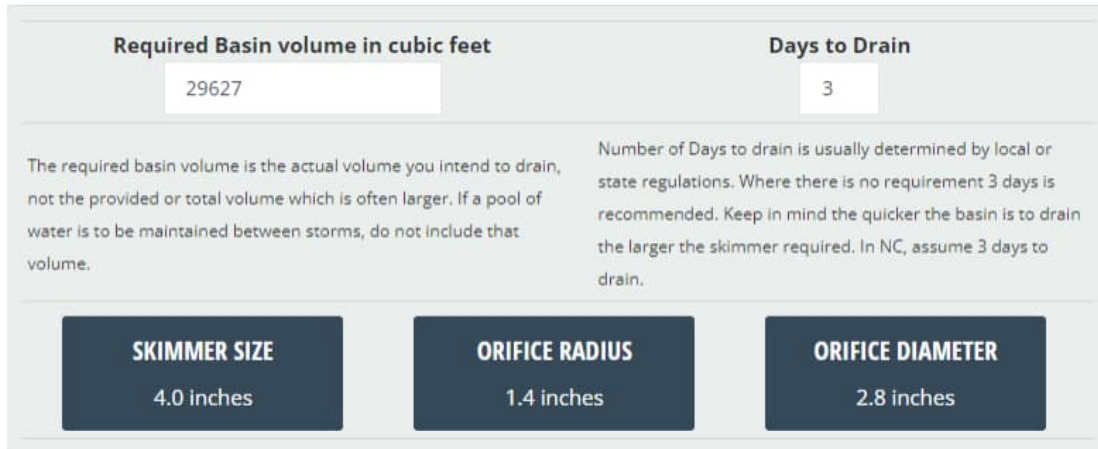 Required Basin volume in cubic feet
29627
Days to Drain
3
The required basin volume is the actual volume you intend to drain,
not the provided or total volume which is often larger. If a pool of
water is to be maintained between storms, do not include that
volume.
Number of Days to drain is usually determined by local or
state regulations. Where there is no requirement 3 days is
recommended. Keep in mind the quicker the basin is to drain
the larger the skimmer required. In NC, assume 3 days to
drain.
SKIMMER SIZE
4.0 inches
ORIFICE RADIUS
1.4 inches
ORIFICE DIAMETER
2.8 inches